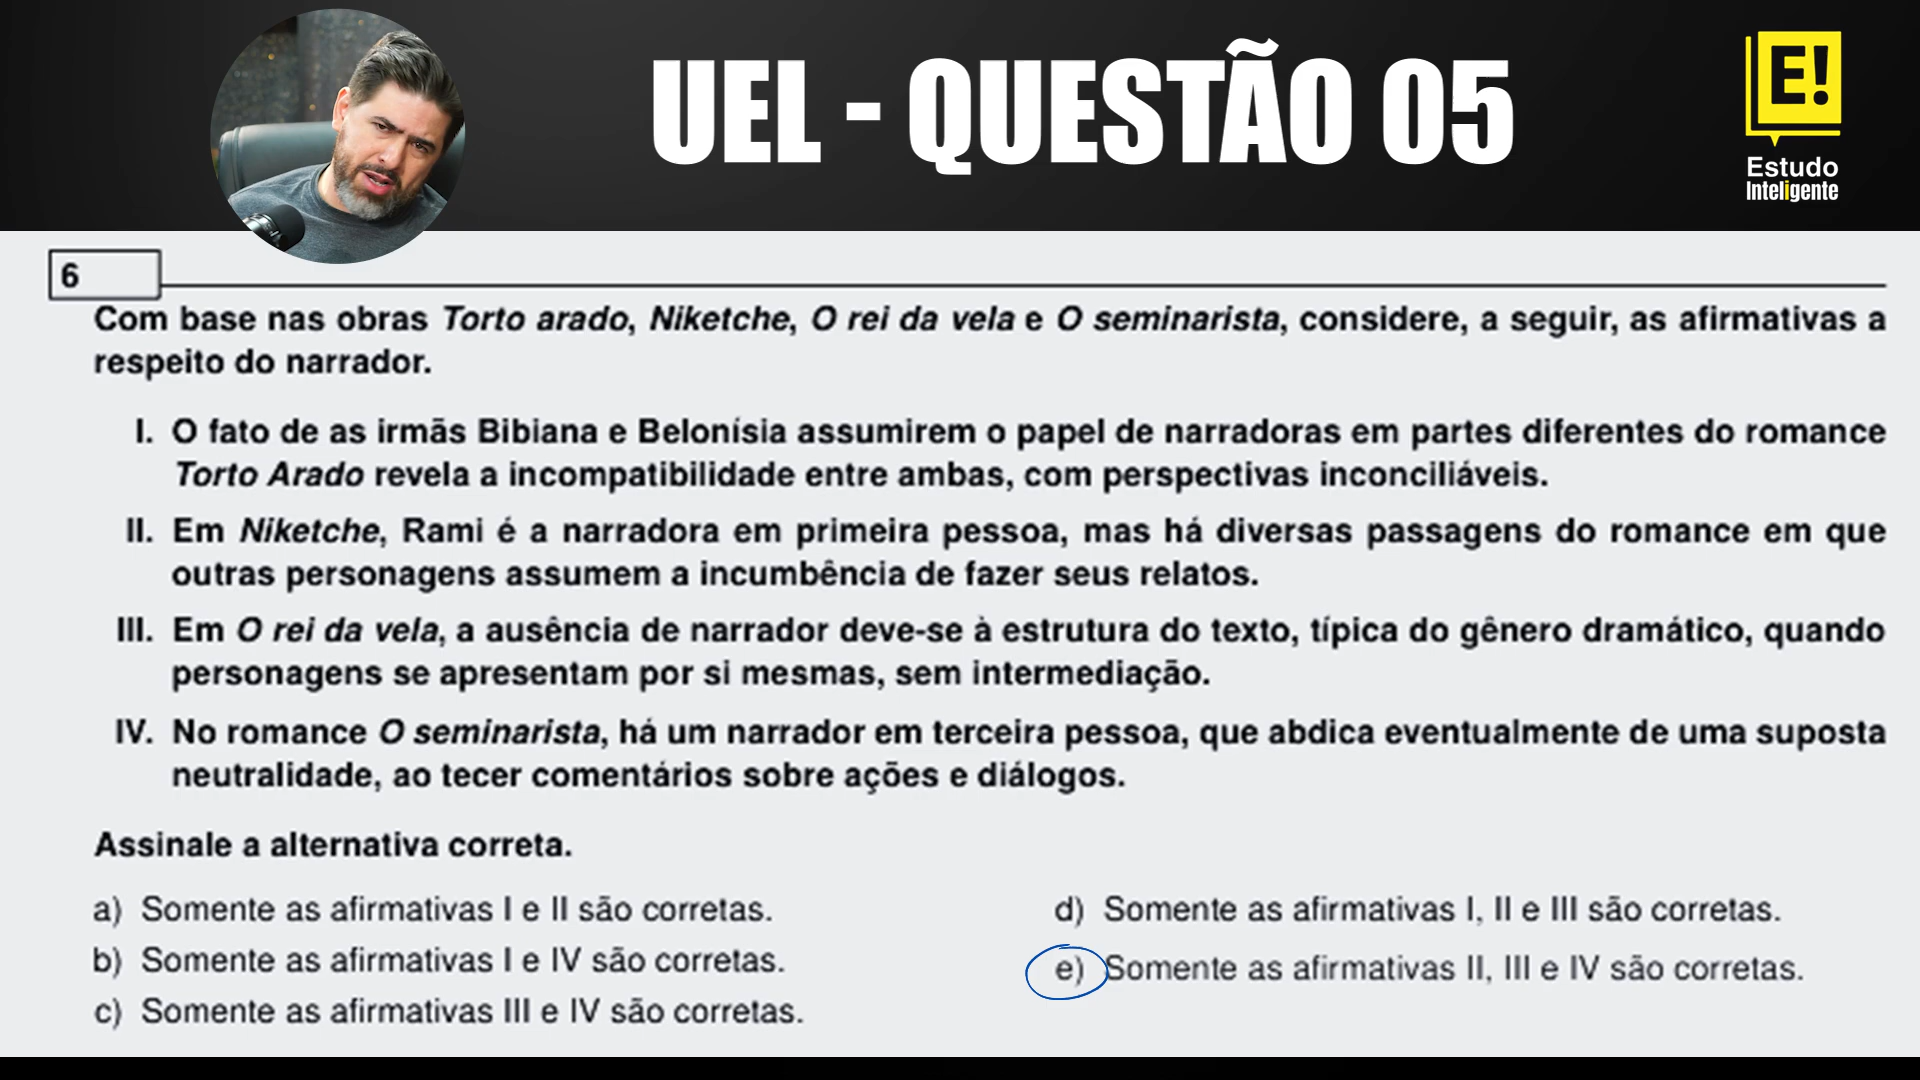 UEL - QUESTÃO 05
E!
Estudo
Inteligente
6
Com base nas obras Torto arado, Niketche, O rei da vela e O seminarista, considere, a seguir, as afirmativas a
respeito do narrador.
I. O fato de as irmãs Bibiana e Belonísia assumirem o papel de narradoras em partes diferentes do romance
Torto Arado revela a incompatibilidade entre ambas, com perspectivas inconciliáveis.
II. Em Niketche, Rami é a narradora em primeira pessoa, mas há diversas passagens do romance em que
outras personagens assumem a incumbência de fazer seus relatos.
III. Em O rei da vela, a ausência de narrador deve-se à estrutura do texto, típica do gênero dramático, quando
personagens se apresentam por si mesmas, sem intermediação.
IV. No romance O seminarista, há um narrador em terceira pessoa, que abdica eventualmente de uma suposta
neutralidade, ao tecer comentários sobre ações e diálogos.
Assinale a alternativa correta.
a) Somente as afirmativas I e II são corretas.
b) Somente as afirmativas I e IV são corretas.
c) Somente as afirmativas III e IV são corretas.
d) Somente as afirmativas I, II e III são corretas.
e) Somente as afirmativas II, III e IV são corretas.